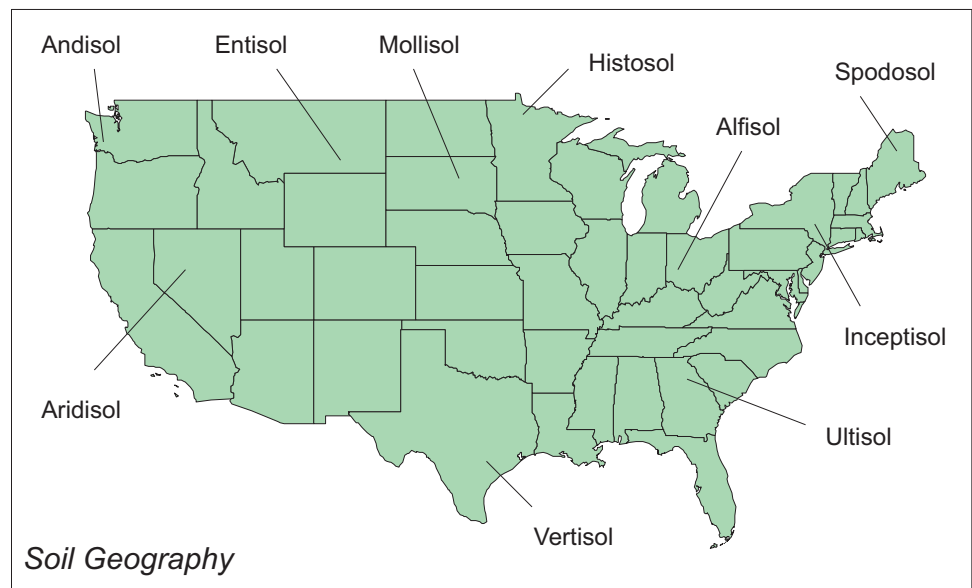 Andisol
Entisol
Mollisol
Histosol
Spodosol
Alfisol
Inceptisol
Aridisol
Ultisol
Vertisol
Soil Geography